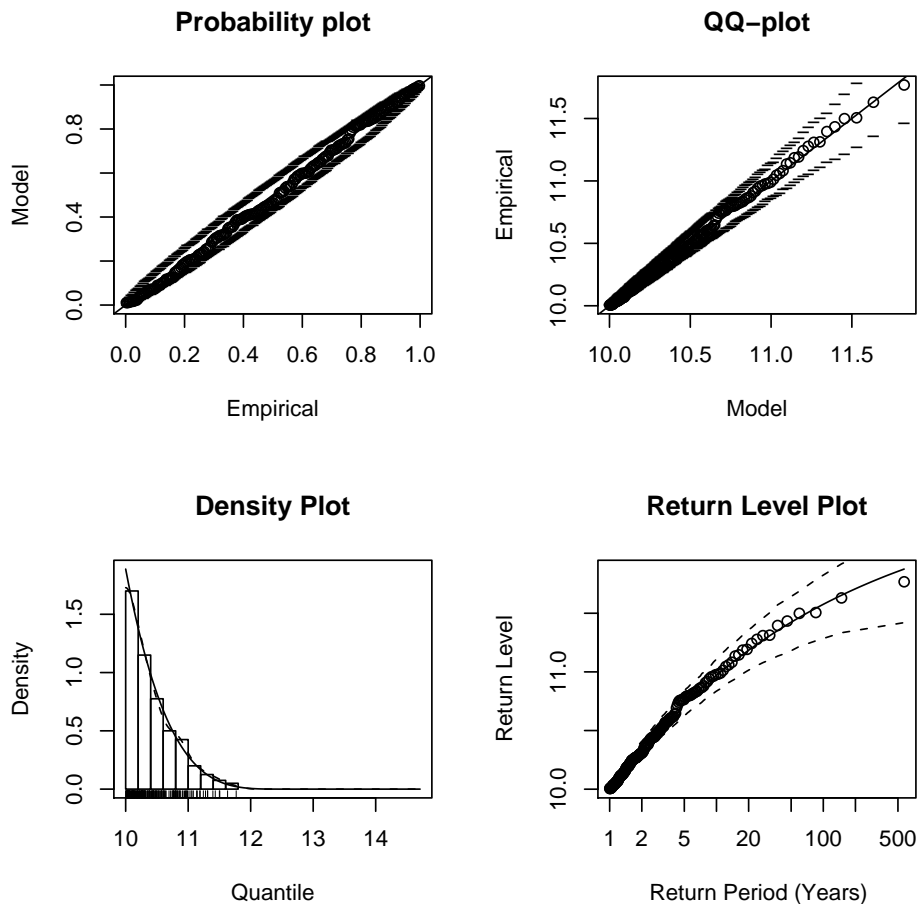 Probability plot
Model
0.0 0.4 0.8
0.0 0.2 0.4 0.6 0.8 1.0
Empirical
QQ−plot
Empirical
10.0 10.5 11.0 11.5
10.0 10.5 11.0 11.5
Model
Density Plot
Density
0.0 0.5 1.0 1.5
10 11 12 13 14
Quantile
Return Level Plot
Return Level
10.0 11.0
1 2 5 20 100 500
Return Period (Years)